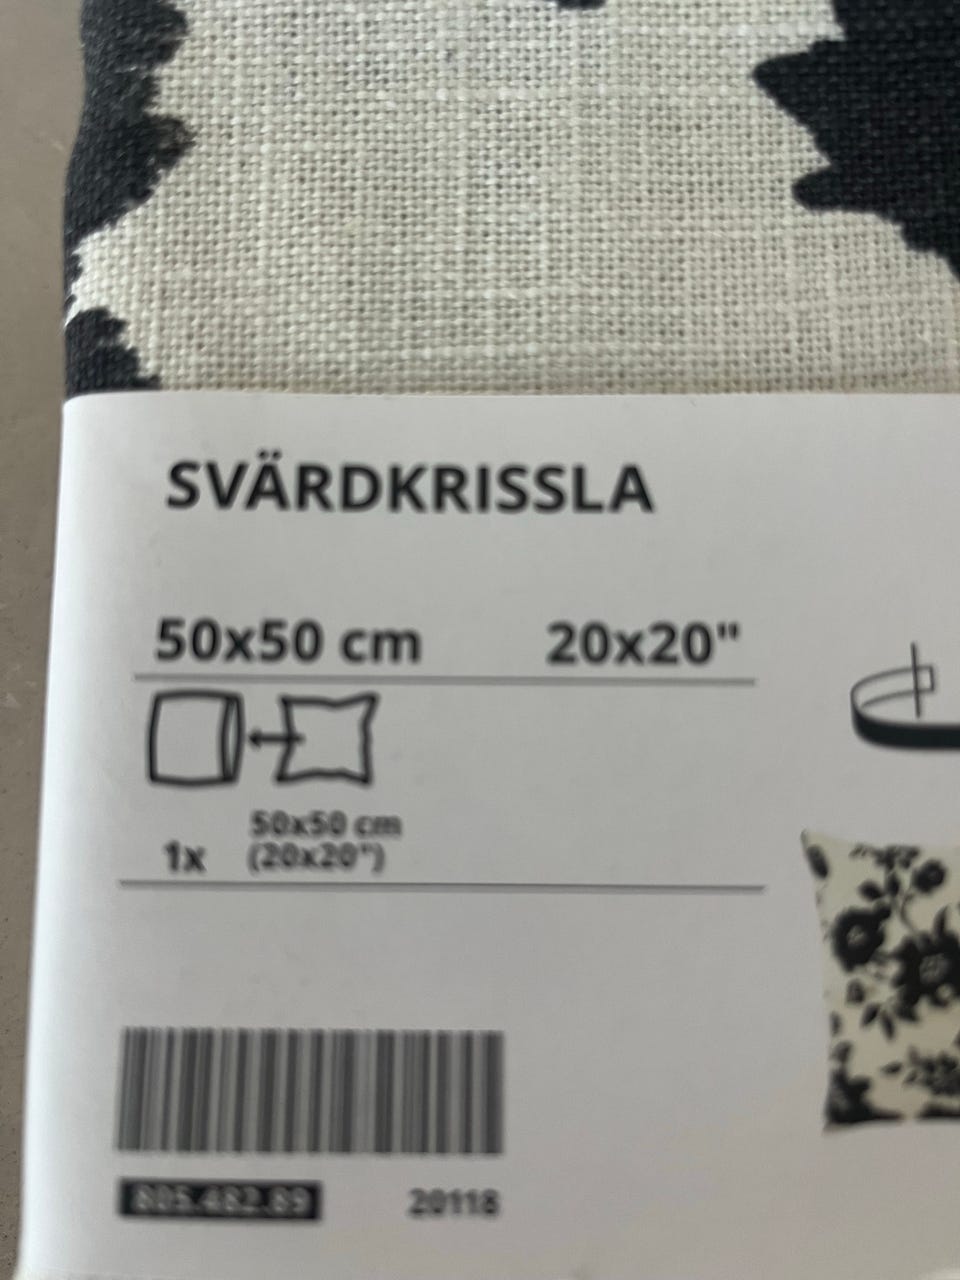 SVÄRDKRISSLA
50x50 cm 20x20"
50x50 cm
1x (20x20")
805.482.89 20118